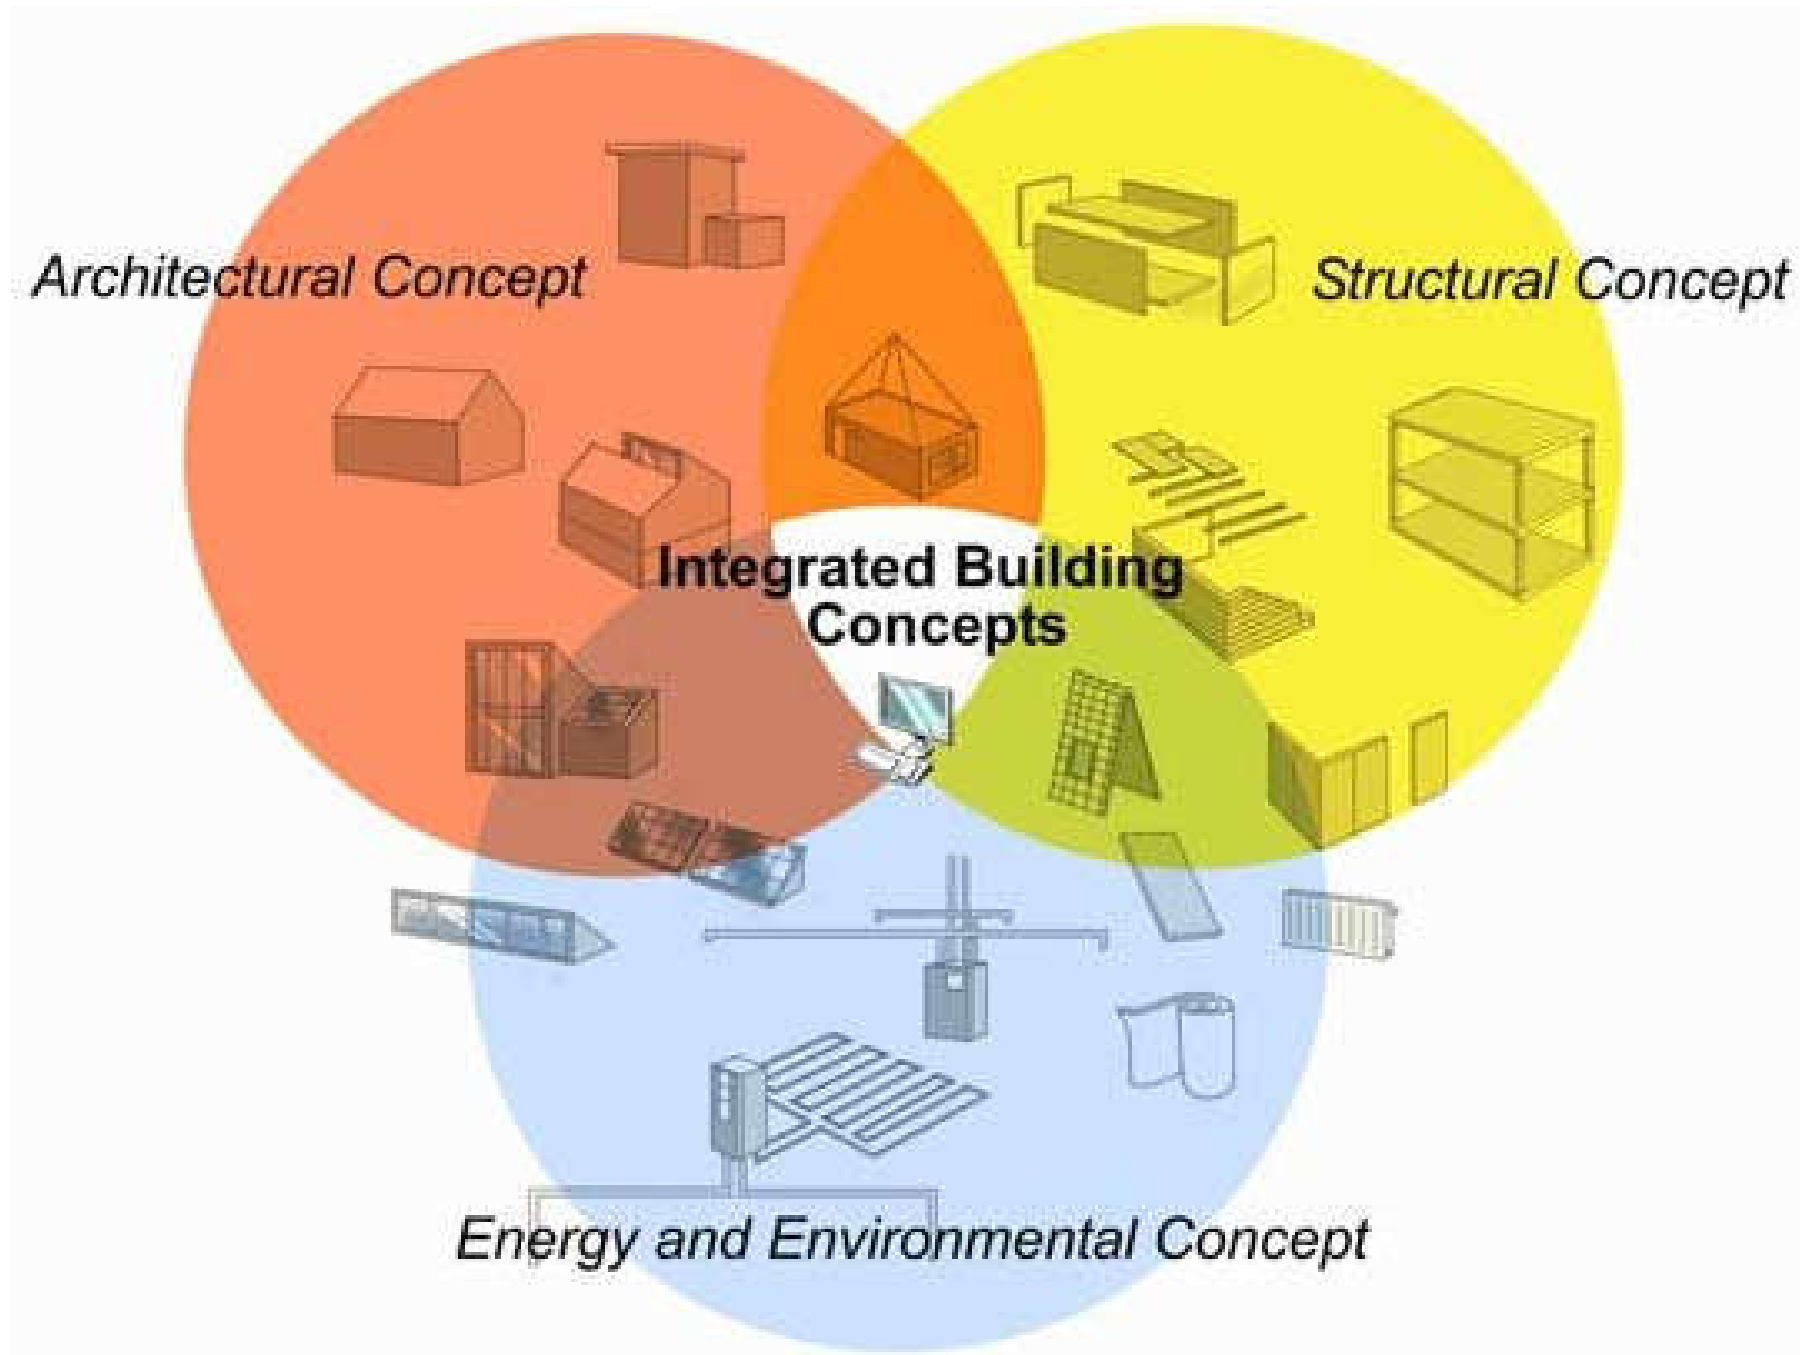 Architectural Concept
Structural Concept
Integrated Building
Concepts
Energy and Environmental Concept